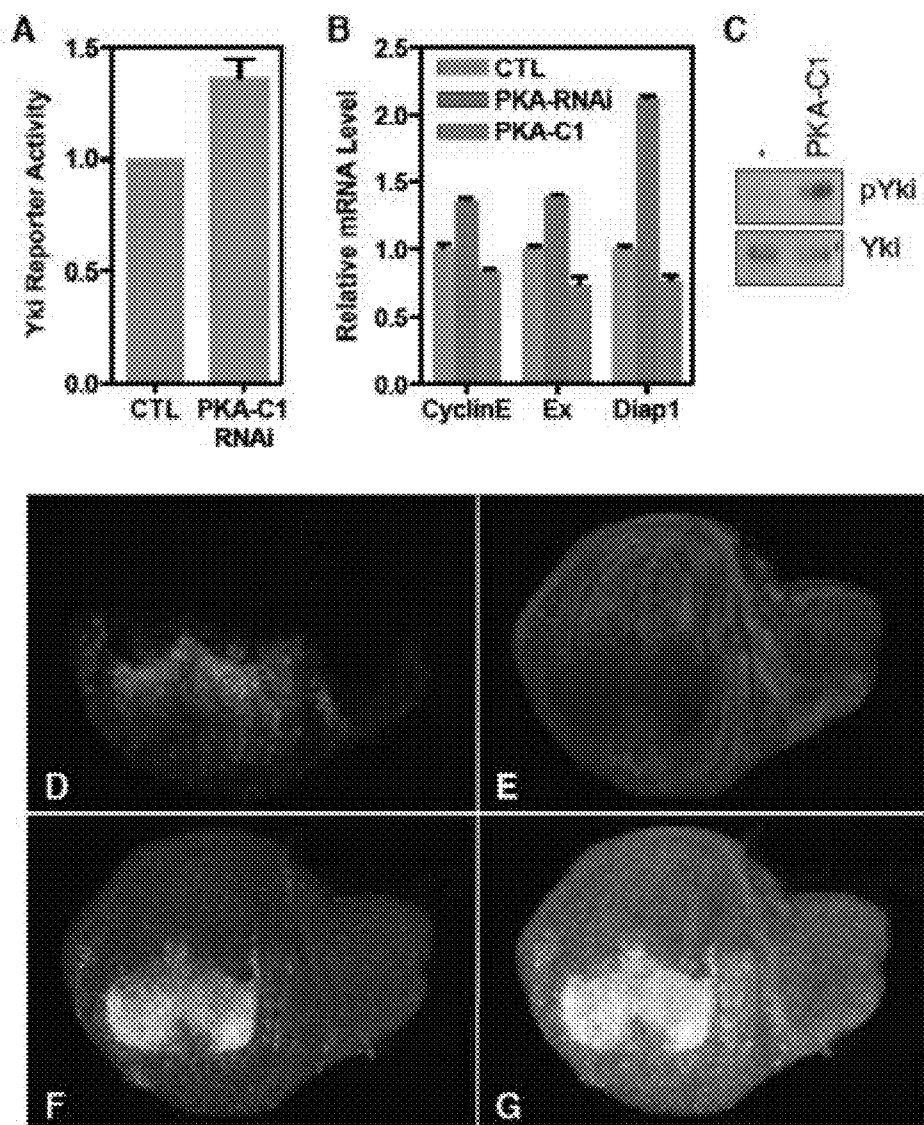 A
Yki Reporter Activity
1.5
1.0
0.5
0.0
CTL
PKA-C1
RNAi
B
Relative mRNA Level
2.5
2.0
1.5
1.0
0.5
0.0
CTL
PKA-RNAi
PKA-C1
CyclinE
Ex
Diap1
C
-
PKA-C1
pYki
Yki
D
E
F
G